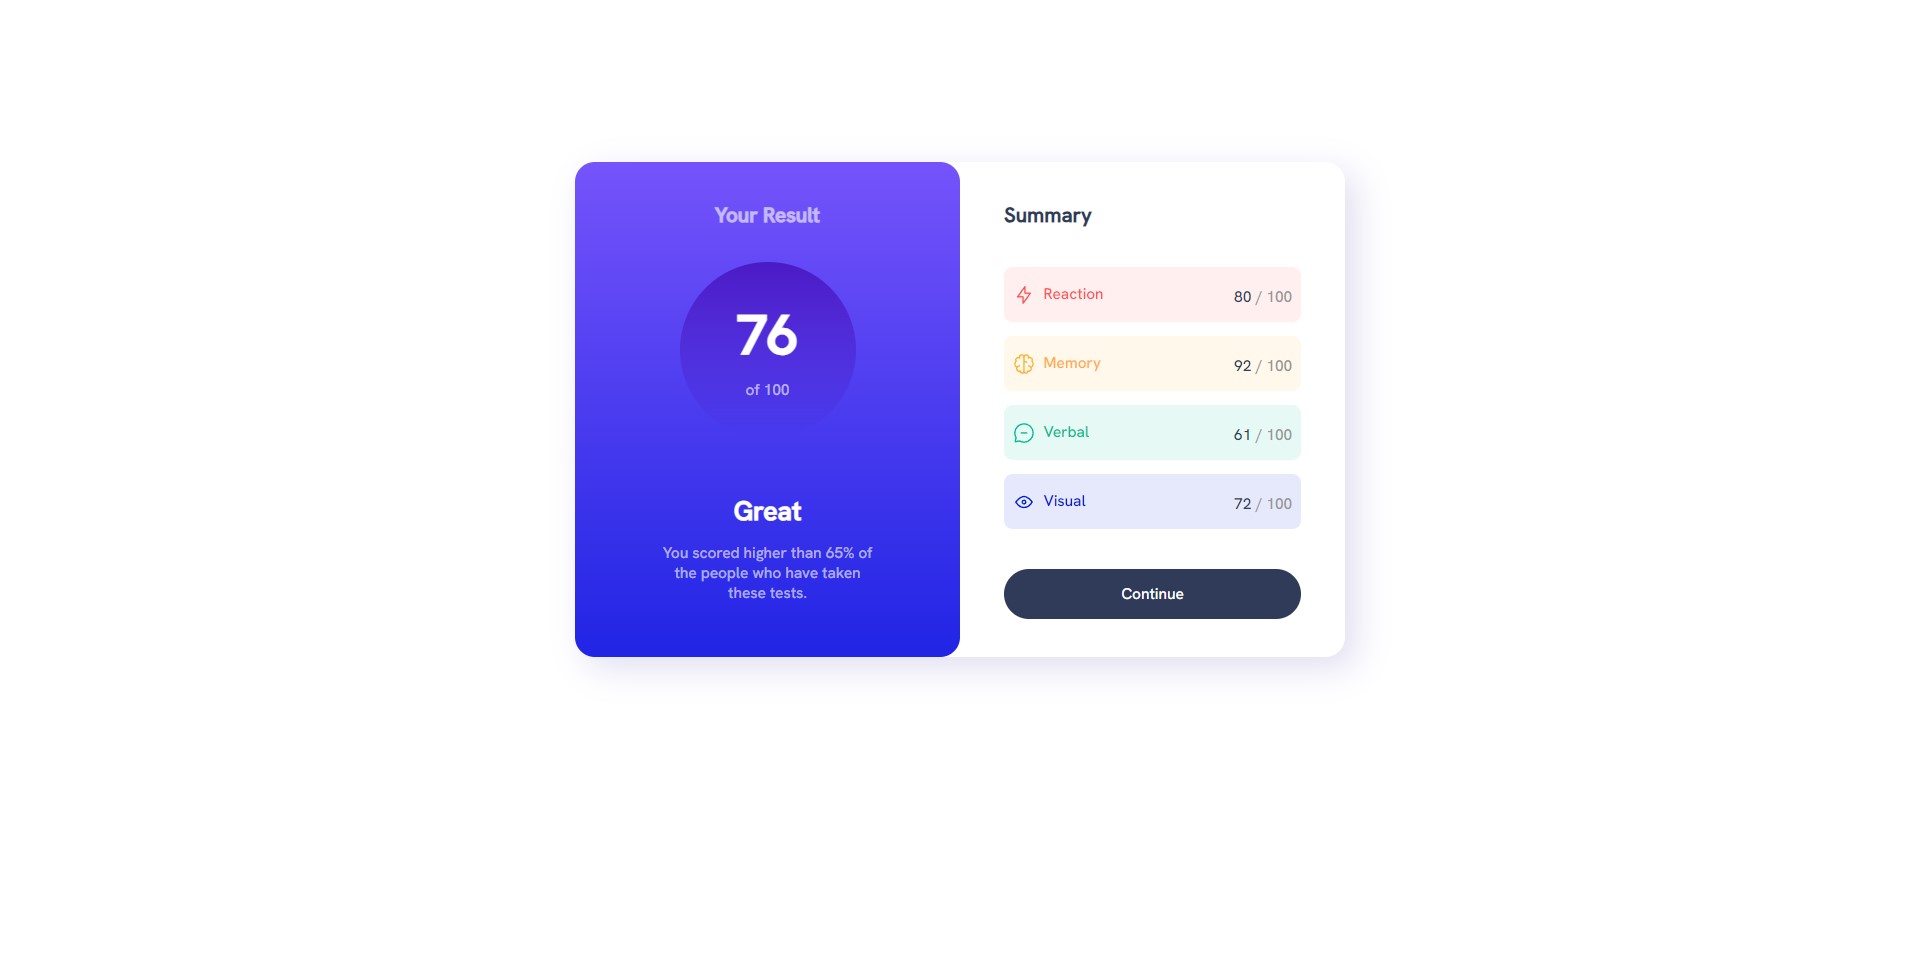 Your Result
76
of 100
Great
You scored higher than 65% of
the people who have taken
these tests.
Summary
Reaction 80 / 100
Memory 92 / 100
Verbal 61 / 100
Visual 72 / 100
Continue